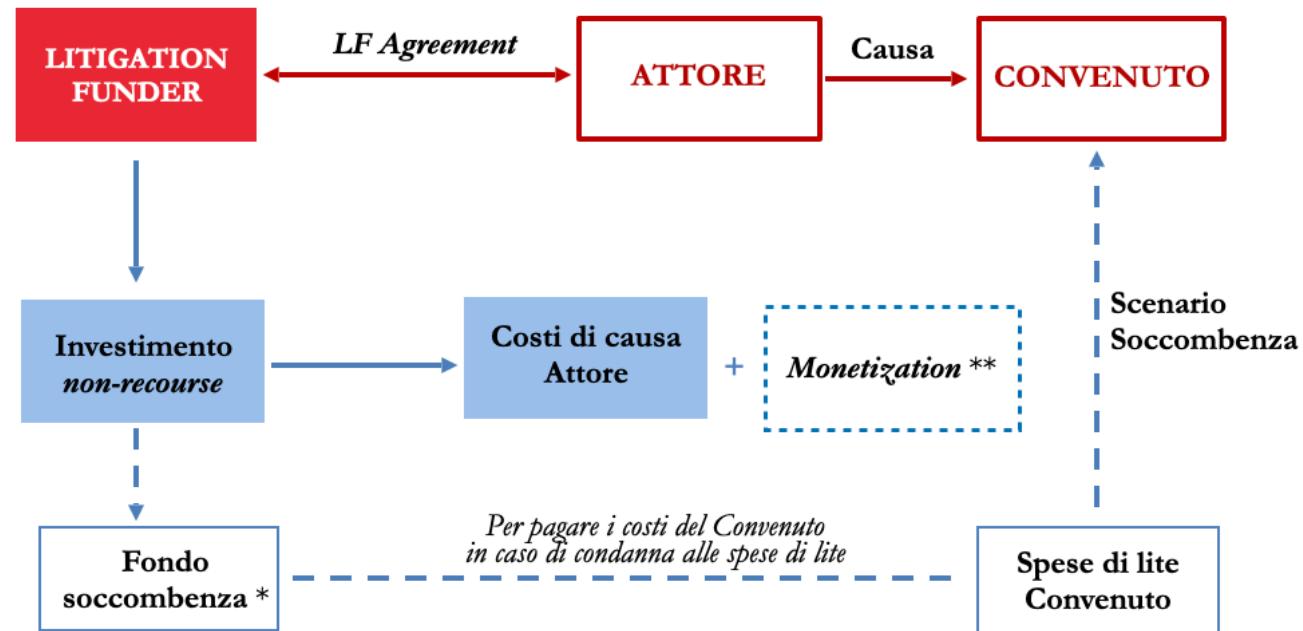 LITIGATION
FUNDER
LF Agreement
ATTORE
Causa
CONVENUTO
Investimento
non-recourse
Costi di causa
Attore
+
Monetization **
Scenario
Soccombenza
Fondo
soccombenza *
Per pagare i costi del Convenuto
in caso di condanna alle spese di lite
Spese di lite
Convenuto